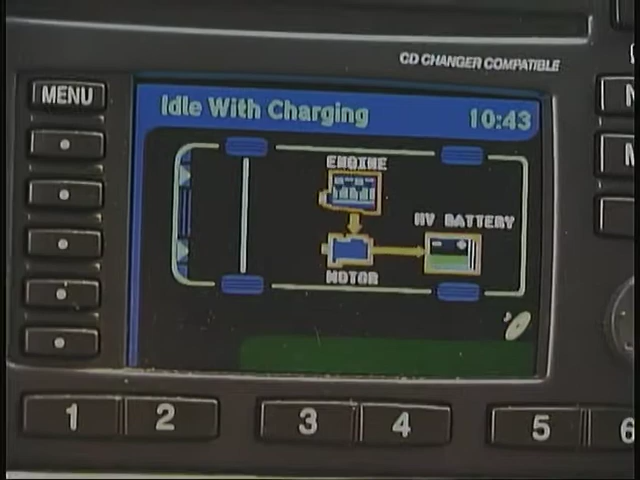 CD CHANGER COMPATIBLE
MENU
Idle With Charging 10:43
ENGINE
HV BATTERY
MOTOR
1 2 3 4 5 6